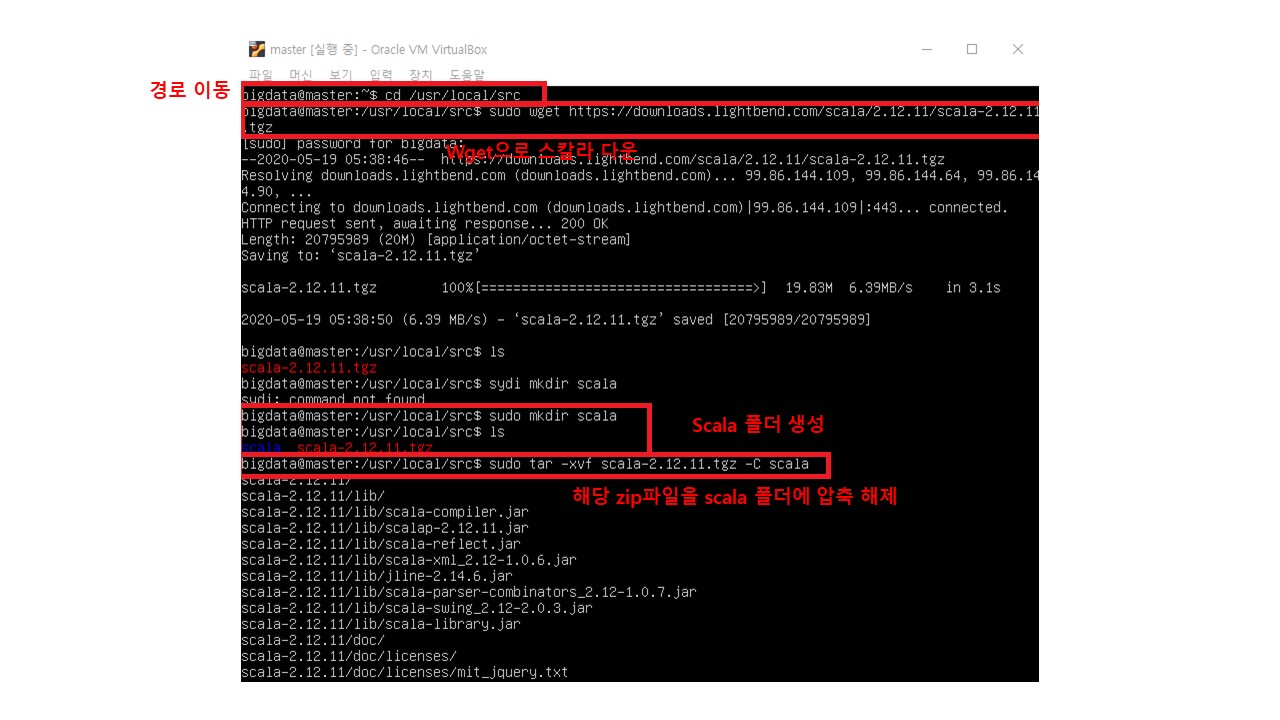 master [실행 중] - Oracle VM VirtualBox
파일 머신 보기 입력 장치 도움말
경로 이동
bigdata@master:~$ cd /usr/local/src
bigdata@master:/usr/local/src$ sudo wget https://downloads.lightbend.com/scala/2.12.11/scala-2.12.11
.tgz
[sudo] password for bigdata:
Wget으로 스칼라 다운
--2020-05-19 05:38:46-- https://downloads.lightbend.com/scala/2.12.11/scala-2.12.11.tgz
Resolving downloads.lightbend.com (downloads.lightbend.com)... 99.86.144.109, 99.86.144.64, 99.86.14
4.90, ...
Connecting to downloads.lightbend.com (downloads.lightbend.com)|99.86.144.109|:443... connected.
HTTP request sent, awaiting response... 200 OK
Length: 20795989 (20M) [application/octet-stream]
Saving to: ‘scala-2.12.11.tgz’
scala-2.12.11.tgz 100%[==================================>] 19.83M 6.39MB/s in 3.1s
2020-05-19 05:38:50 (6.39 MB/s) - ‘scala-2.12.11.tgz’ saved [20795989/20795989]
bigdata@master:/usr/local/src$ ls
scala-2.12.11.tgz
bigdata@master:/usr/local/src$ sydi mkdir scala
sydi: command not found
bigdata@master:/usr/local/src$ sudo mkdir scala
Scala 폴더 생성
bigdata@master:/usr/local/src$ ls
scala scala-2.12.11.tgz
bigdata@master:/usr/local/src$ sudo tar -xvf scala-2.12.11.tgz -C scala
scala-2.12.11/
해당 zip파일을 scala 폴더에 압축 해제
scala-2.12.11/lib/
scala-2.12.11/lib/scala-compiler.jar
scala-2.12.11/lib/scalap-2.12.11.jar
scala-2.12.11/lib/scala-reflect.jar
scala-2.12.11/lib/scala-xml_2.12-1.0.6.jar
scala-2.12.11/lib/jline-2.14.6.jar
scala-2.12.11/lib/scala-parser-combinators_2.12-1.0.7.jar
scala-2.12.11/lib/scala-swing_2.12-2.0.3.jar
scala-2.12.11/lib/scala-library.jar
scala-2.12.11/doc/
scala-2.12.11/doc/licenses/
scala-2.12.11/doc/licenses/mit_jquery.txt